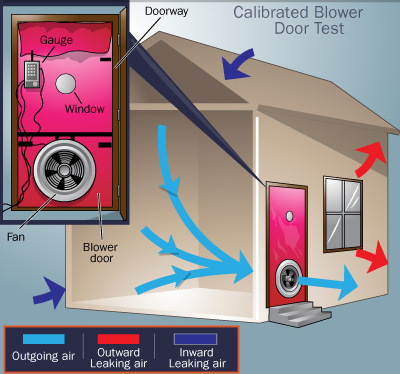 Calibrated Blower
Door Test
Doorway
Gauge
Window
Fan
Blower
door
Outgoing air
Outward
Leaking air
Inward
Leaking air